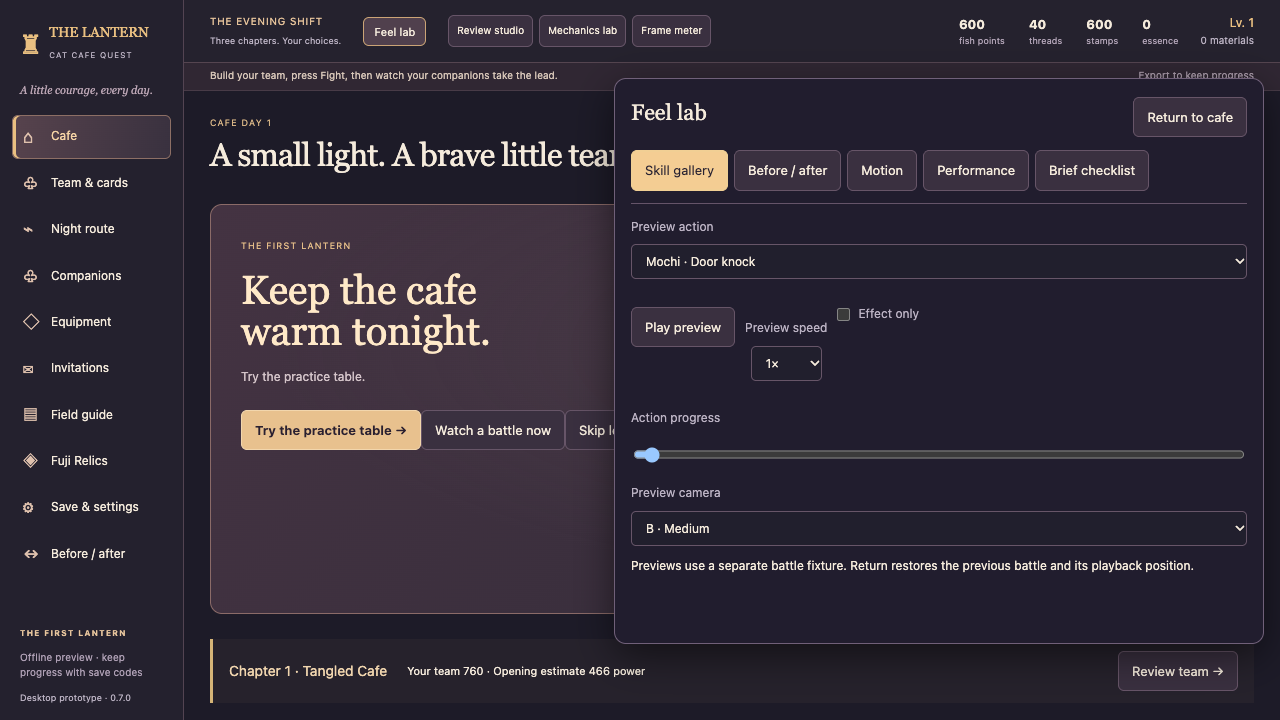 THE LANTERN
CAT CAFE QUEST
A little courage, every day.
Cafe
Team & cards
Night route
Companions
Equipment
Invitations
Field guide
Fuji Relics
Save & settings
Before / after
THE FIRST LANTERN
Offline preview · keep
progress with save codes
Desktop prototype · 0.7.0
THE EVENING SHIFT
Three chapters. Your choices.
Feel lab
Review studio
Mechanics lab
Frame meter
600
fish points
40
threads
600
stamps
0
essence
Lv. 1
0 materials
Build your team, press Fight, then watch your companions take the lead.
Export to keep progress
CAFE DAY 1
A small light. A brave little
THE FIRST LANTERN
Keep the cafe
warm tonight.
Try the practice table.
Try the practice table →
Watch a battle now
Skip
Chapter 1 · Tangled Cafe
Your team 760 · Opening estimate 466 power
Review team →
Feel lab
Return to cafe
Skill gallery
Before / after
Motion
Performance
Brief checklist
Preview action
Mochi · Door knock
Play preview
Preview speed
1×
Effect only
Action progress
Preview camera
B · Medium
Previews use a separate battle fixture. Return restores the previous battle and its playback position.